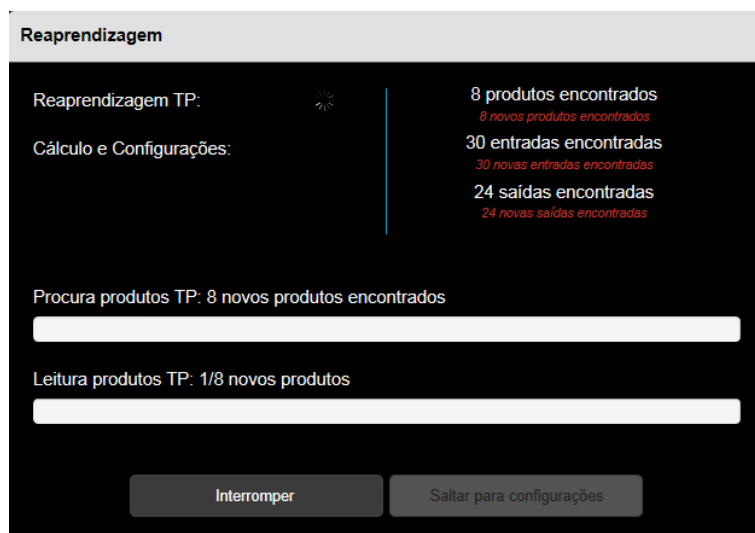 Reaprendizagem
Reaprendizagem TP:
Cálculo e Configurações:
8 produtos encontrados
8 novos produtos encontrados
30 entradas encontradas
30 novas entradas encontradas
24 saídas encontradas
24 novas saídas encontradas
Procura produtos TP: 8 novos produtos encontrados
Leitura produtos TP: 1/8 novos produtos
Interromper
Saltar para configurações